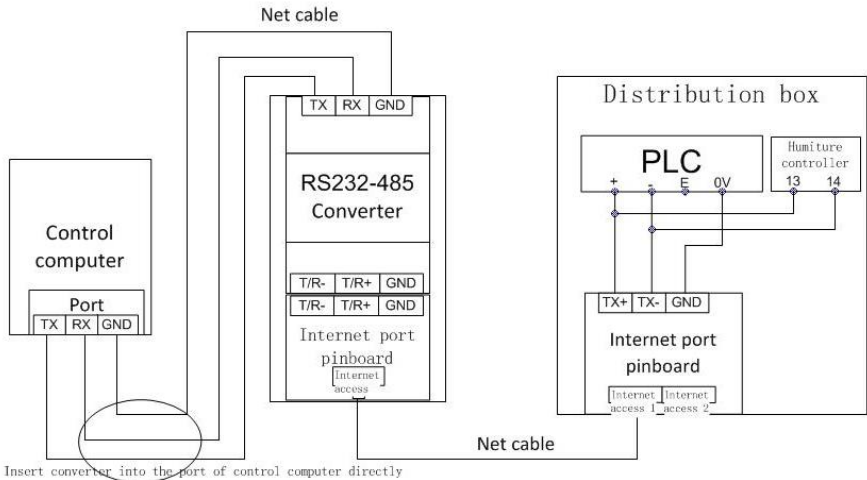 Net cable
TX RX GND
RS232-485
Converter
T/R- T/R+ GND
T/R- T/R+ GND
Internet port
pinboard
Internet
access
Control
computer
Port
TX RX GND
Insert converter into the port of control computer directly
Net cable
Distribution box
PLC
+ - E 0V
Humiture
controller
13 14
TX+ TX- GND
Internet port
pinboard
Internet Internet
access 1 access 2